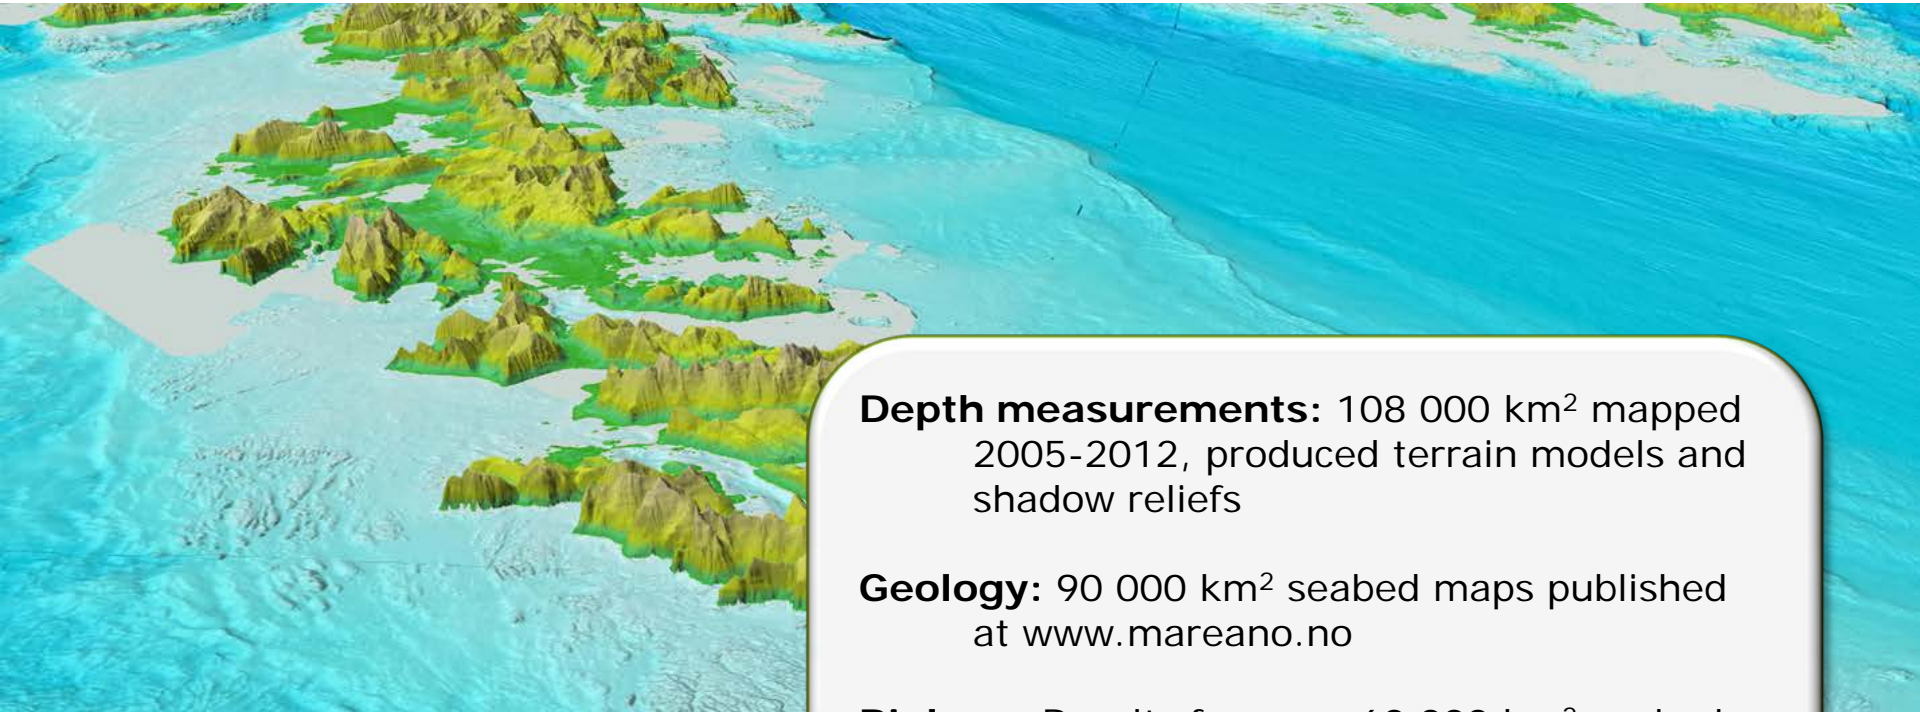 Depth measurements: 108 000 km² mapped
2005-2012, produced terrain models and
shadow reliefs
Geology: 90 000 km² seabed maps published
at www.mareano.no